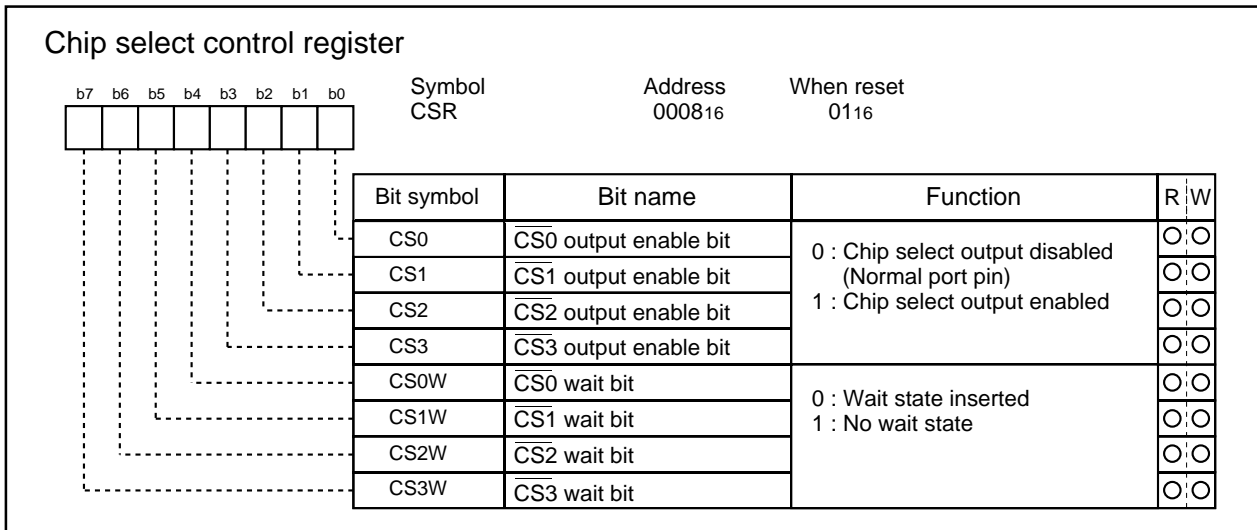 Chip select control register
b7 b6 b5 b4 b3 b2 b1 b0
Symbol Address When reset
CSR 000816 0116
Bit symbol Bit name Function R W
CS0 CS0 output enable bit
CS1 CS1 output enable bit
CS2 CS2 output enable bit
CS3 CS3 output enable bit
0 : Chip select output disabled
(Normal port pin)
1 : Chip select output enabled
CS0W CS0 wait bit
CS1W CS1 wait bit
CS2W CS2 wait bit
CS3W CS3 wait bit
0 : Wait state inserted
1 : No wait state